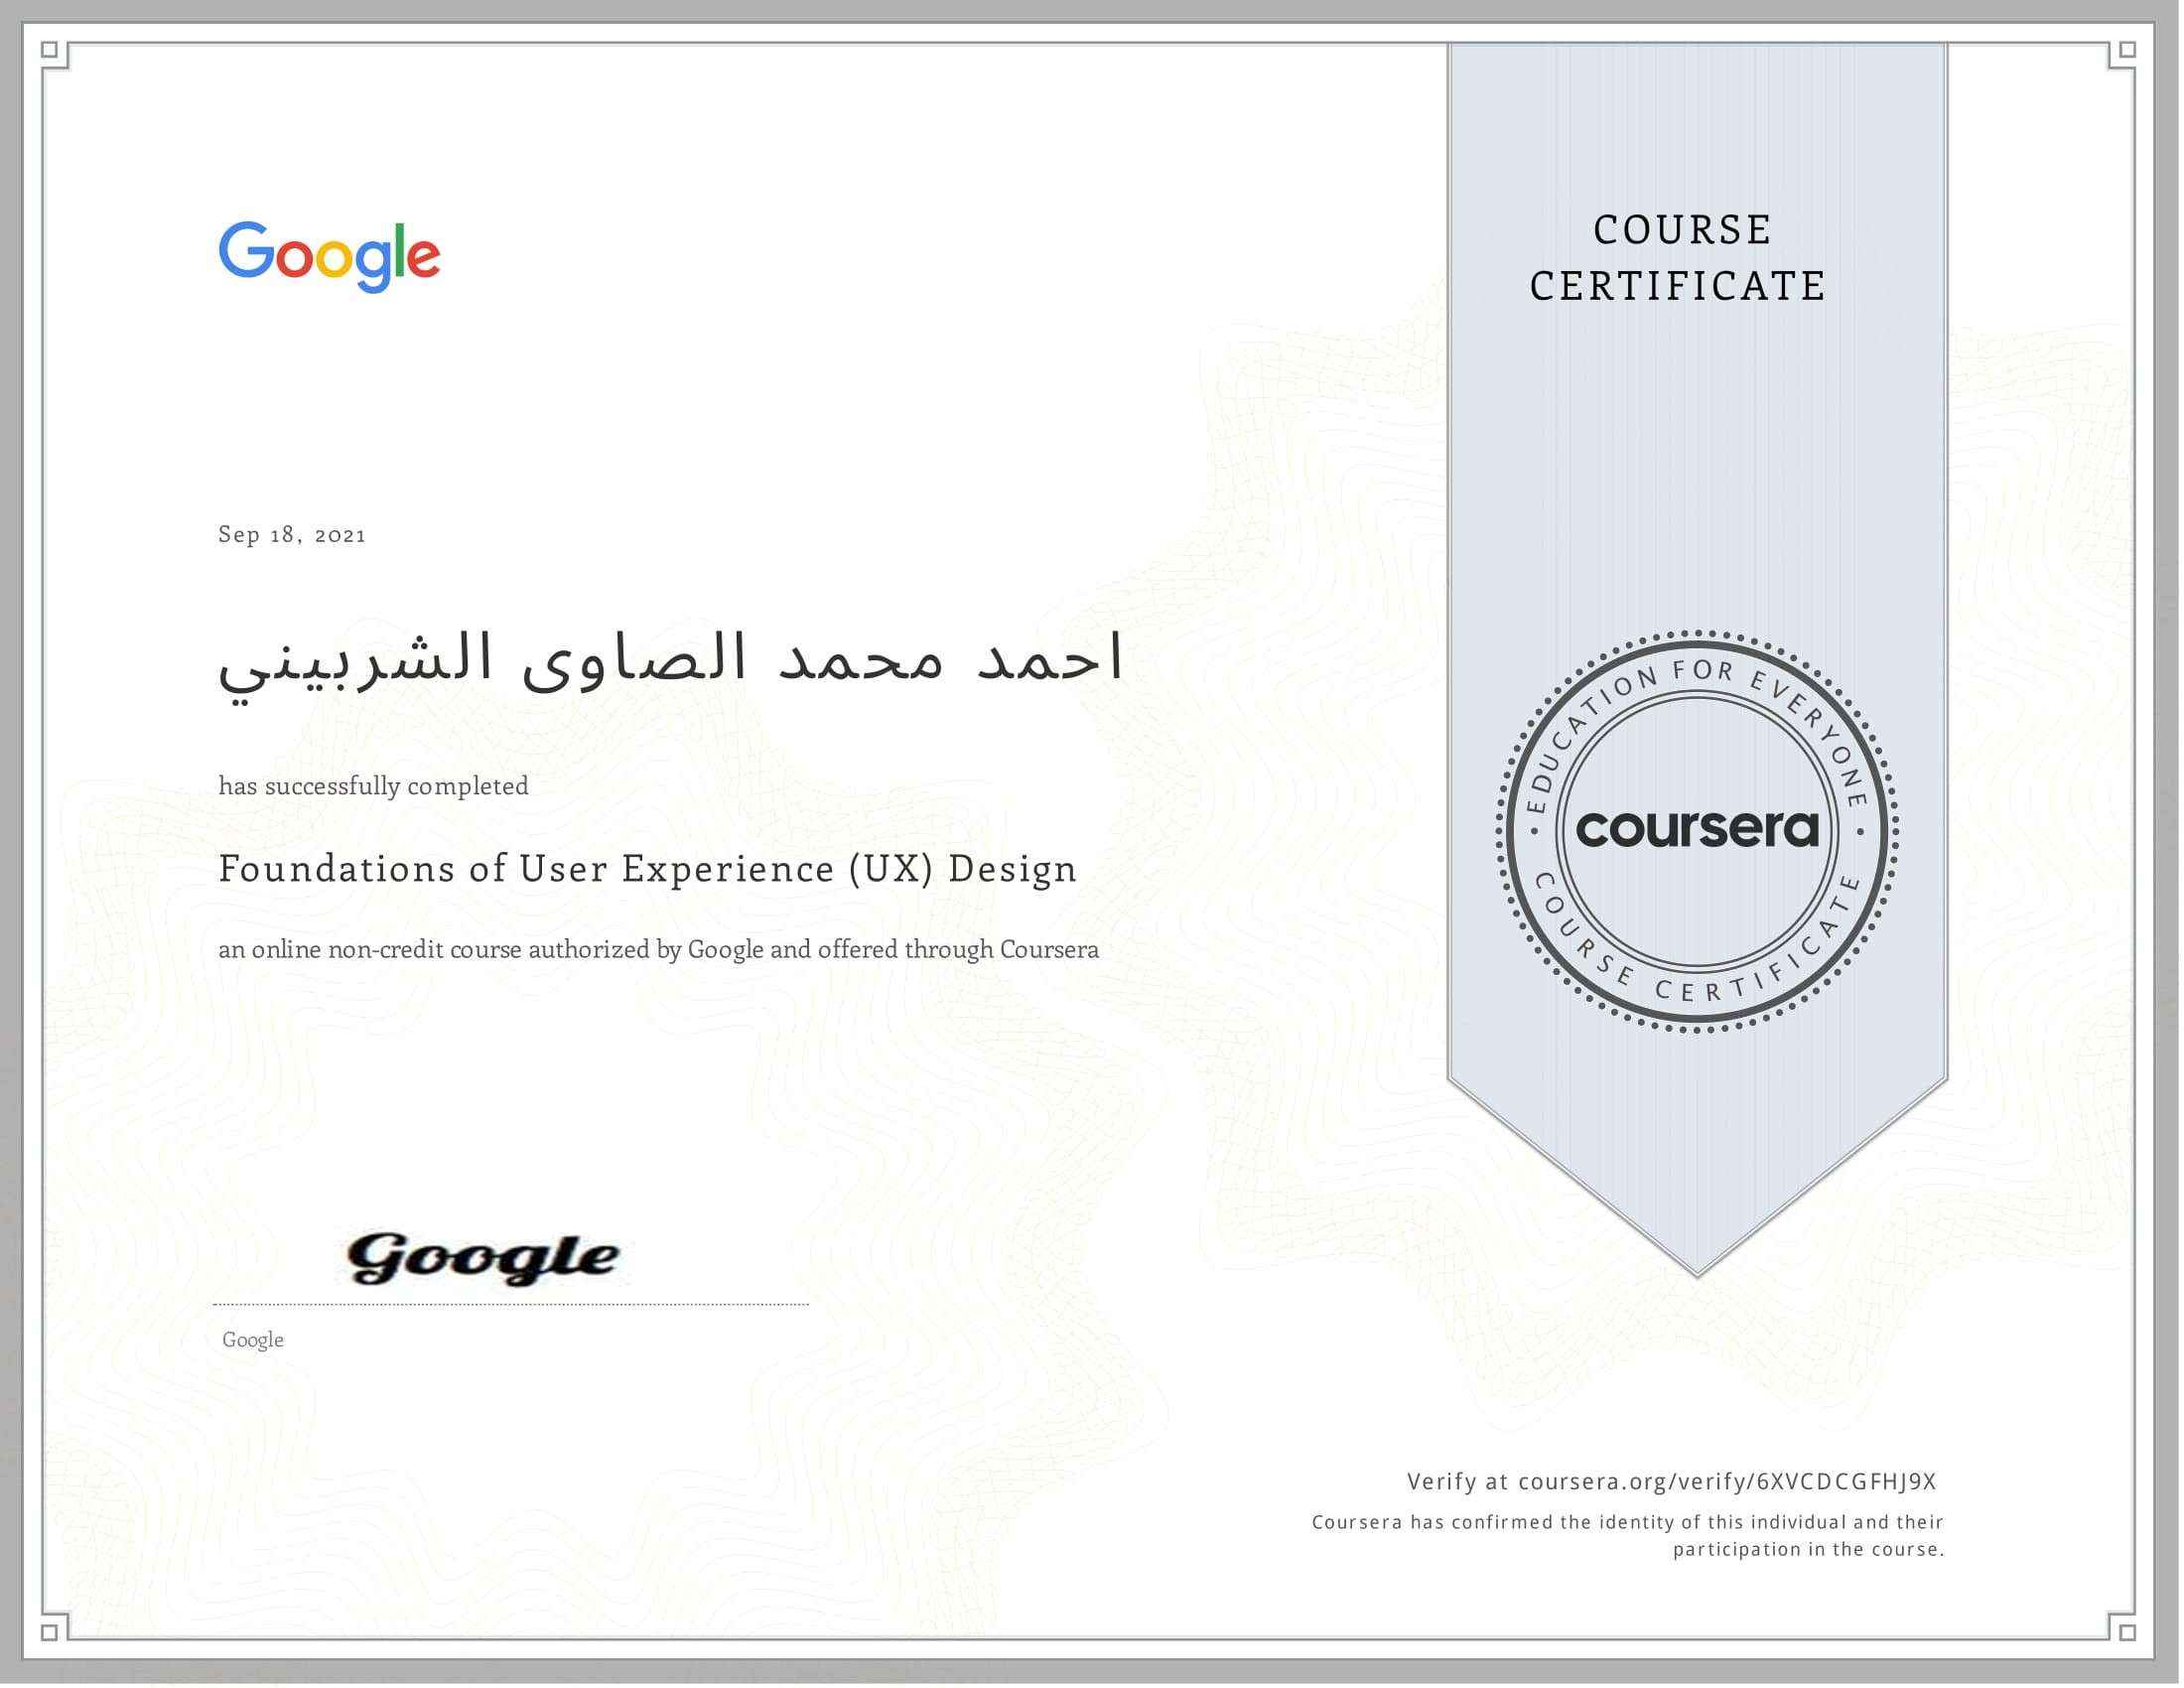 Google
COURSE
CERTIFICATE
Sep 18, 2021
احمد محمد الصاوى الشربيني
has successfully completed
Foundations of User Experience (UX) Design
an online non-credit course authorized by Google and offered through Coursera
EDUCATION FOR EVERYONE
coursera
COURSE CERTIFICATE
Google
Google
Verify at coursera.org/verify/6XVCDCGFHJ9X
Coursera has confirmed the identity of this individual and their
participation in the course.